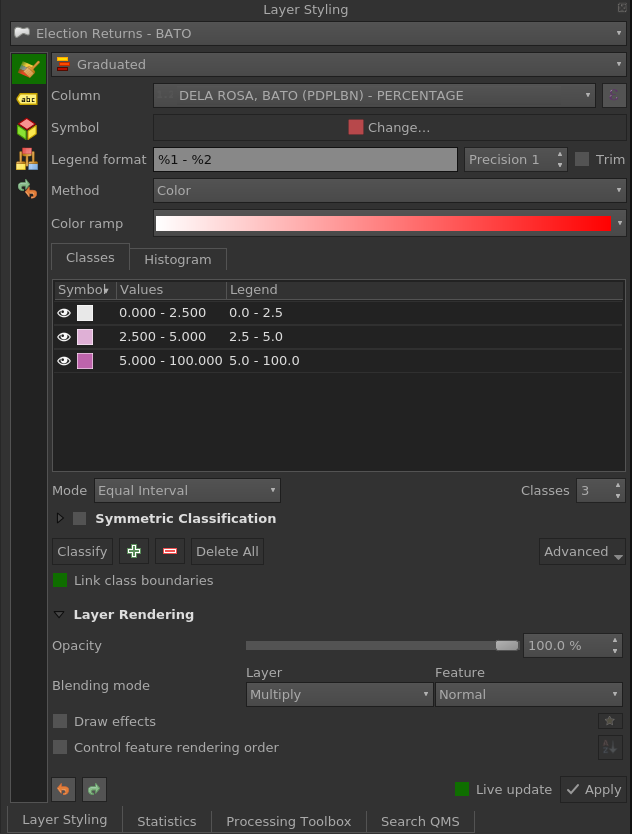 Layer Styling
Election Returns - BATO
abc
Graduated
Column DELA ROSA, BATO (PDPLBN) - PERCENTAGE
Symbol Change...
Legend format %1 - %2 Precision 1 Trim
Method Color
Color ramp
Classes Histogram
Symbol Values Legend
0.000 - 2.500 0.0 - 2.5
2.500 - 5.000 2.5 - 5.0
5.000 - 100.000 5.0 - 100.0
Mode Equal Interval Classes 3
Symmetric Classification
Classify Delete All Advanced
Link class boundaries
Layer Rendering
Opacity 100.0 %
Layer Feature
Blending mode Multiply Normal
Draw effects
Control feature rendering order
Live update Apply
Layer Styling Statistics Processing Toolbox Search QMS